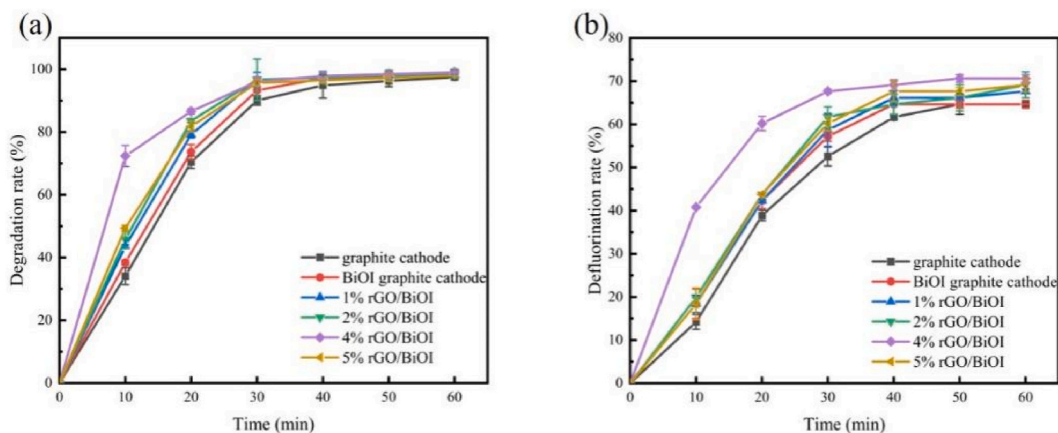 (a)
100
80
60
40
20
0
Degradation rate (%)
graphite cathode
BiOI graphite cathode
1% rGO/BiOI
2% rGO/BiOI
4% rGO/BiOI
5% rGO/BiOI
0 10 20 30 40 50 60
Time (min)
(b)
80
70
60
50
40
30
20
10
0
Defluorination rate (%)
graphite cathode
BiOI graphite cathode
1% rGO/BiOI
2% rGO/BiOI
4% rGO/BiOI
5% rGO/BiOI
0 10 20 30 40 50 60
Time (min)